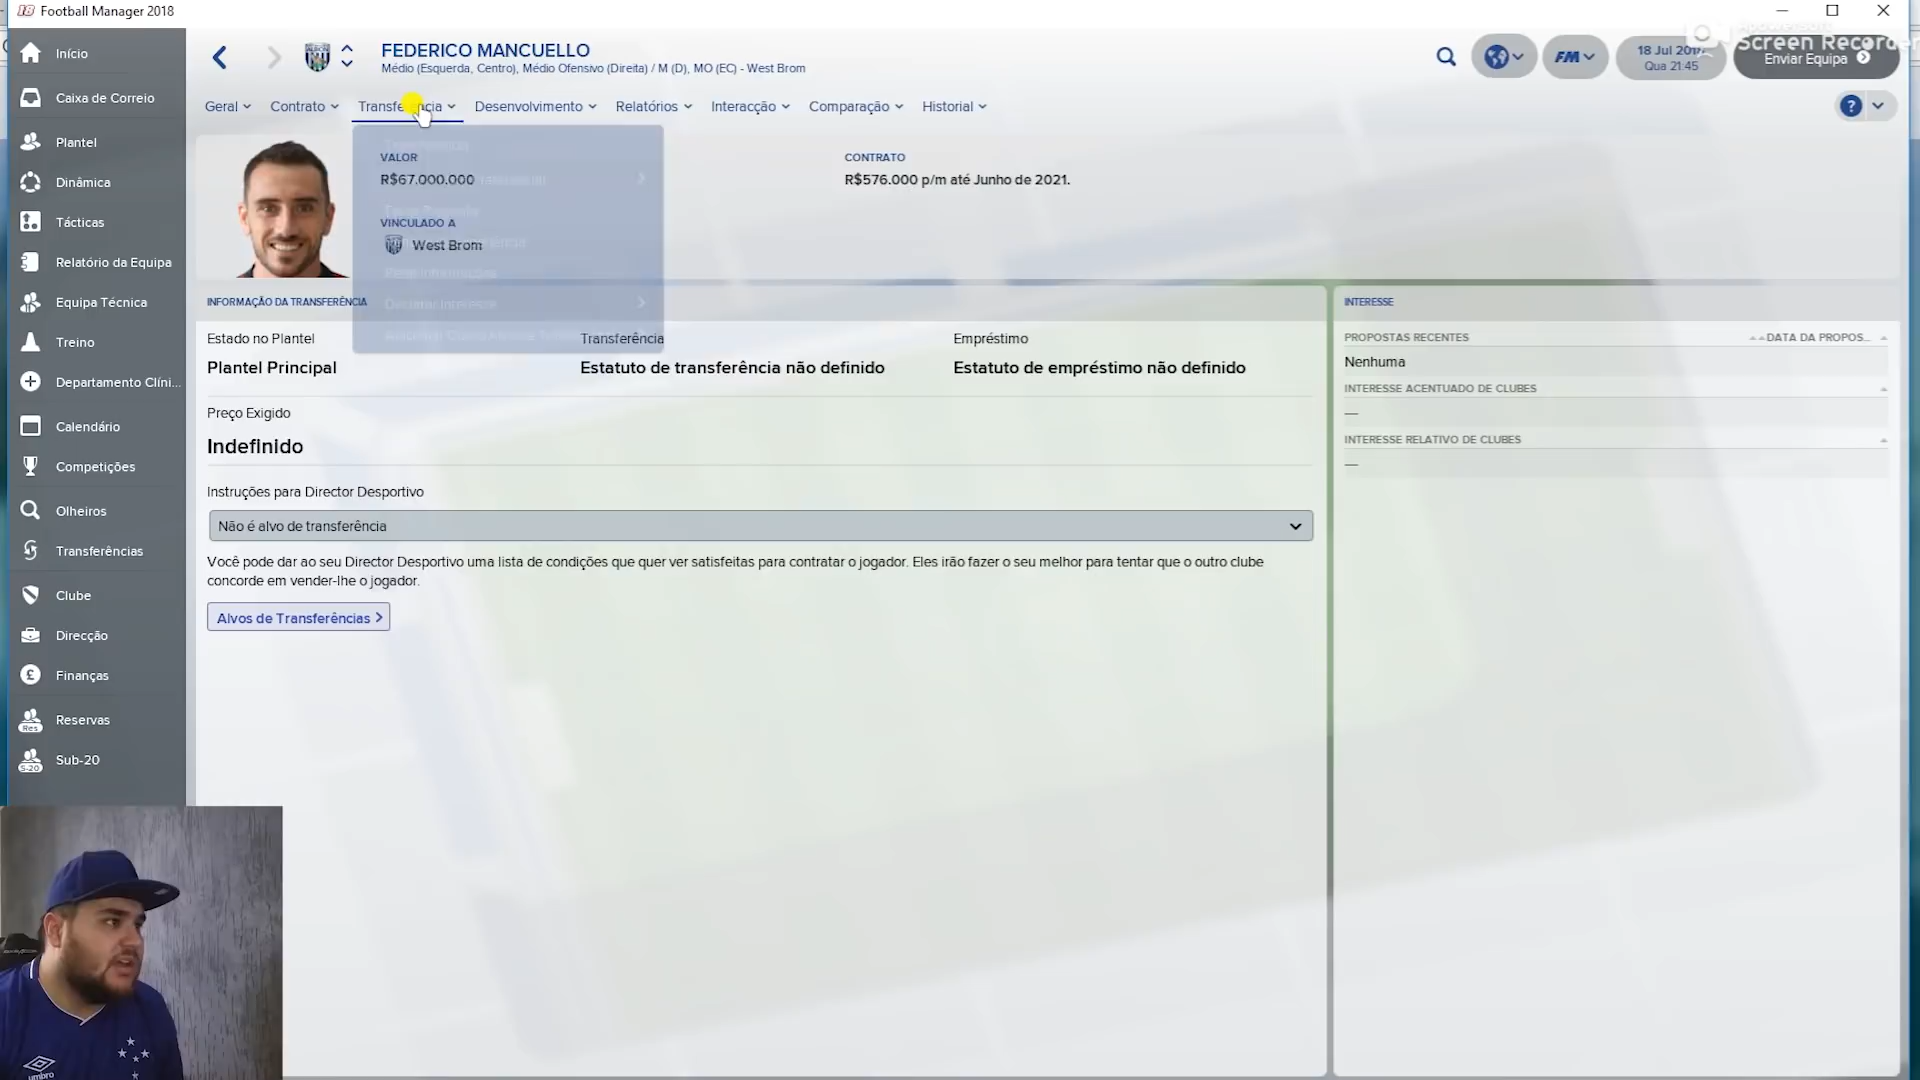 Football Manager 2018
Screen Recorder
FEDERICO MANCUELLO
Médio (Esquerda, Centro), Médio Ofensivo (Direita) / M (D), MO (EC) - West Brom
FM
18 Jul
Qua 21:45
Enviar Equipa
Geral
Contrato
Transferência
Desenvolvimento
Relatórios
Interacção
Comparação
Historial
?
Início
Caixa de Correio
Plantel
Dinâmica
Tácticas
Relatório da Equipa
Equipa Técnica
Treino
Departamento Clíni...
Calendário
Competições
Olheiros
Transferências
Clube
Direcção
Finanças
Res
Reservas
S-20
Sub-20
VALOR
R$67.000.000
VINCULADO A
West Brom
CONTRATO
R$576.000 p/m até Junho de 2021.
INFORMAÇÃO DA TRANSFERÊNCIA
Estado no Plantel
Transferência
Empréstimo
Plantel Principal
Estatuto de transferência não definido
Estatuto de empréstimo não definido
Preço Exigido
Indefinido
Instruções para Director Desportivo
Não é alvo de transferência
Você pode dar ao seu Director Desportivo uma lista de condições que quer ver satisfeitas para contratar o jogador. Eles irão fazer o seu melhor para tentar que o outro clube
concorde em vender-lhe o jogador.
Alvos de Transferências
INTERESSE
PROPOSTAS RECENTES
DATA DA PROPOS...
Nenhuma
INTERESSE ACENTUADO DE CLUBES
—
INTERESSE RELATIVO DE CLUBES
—
umbro